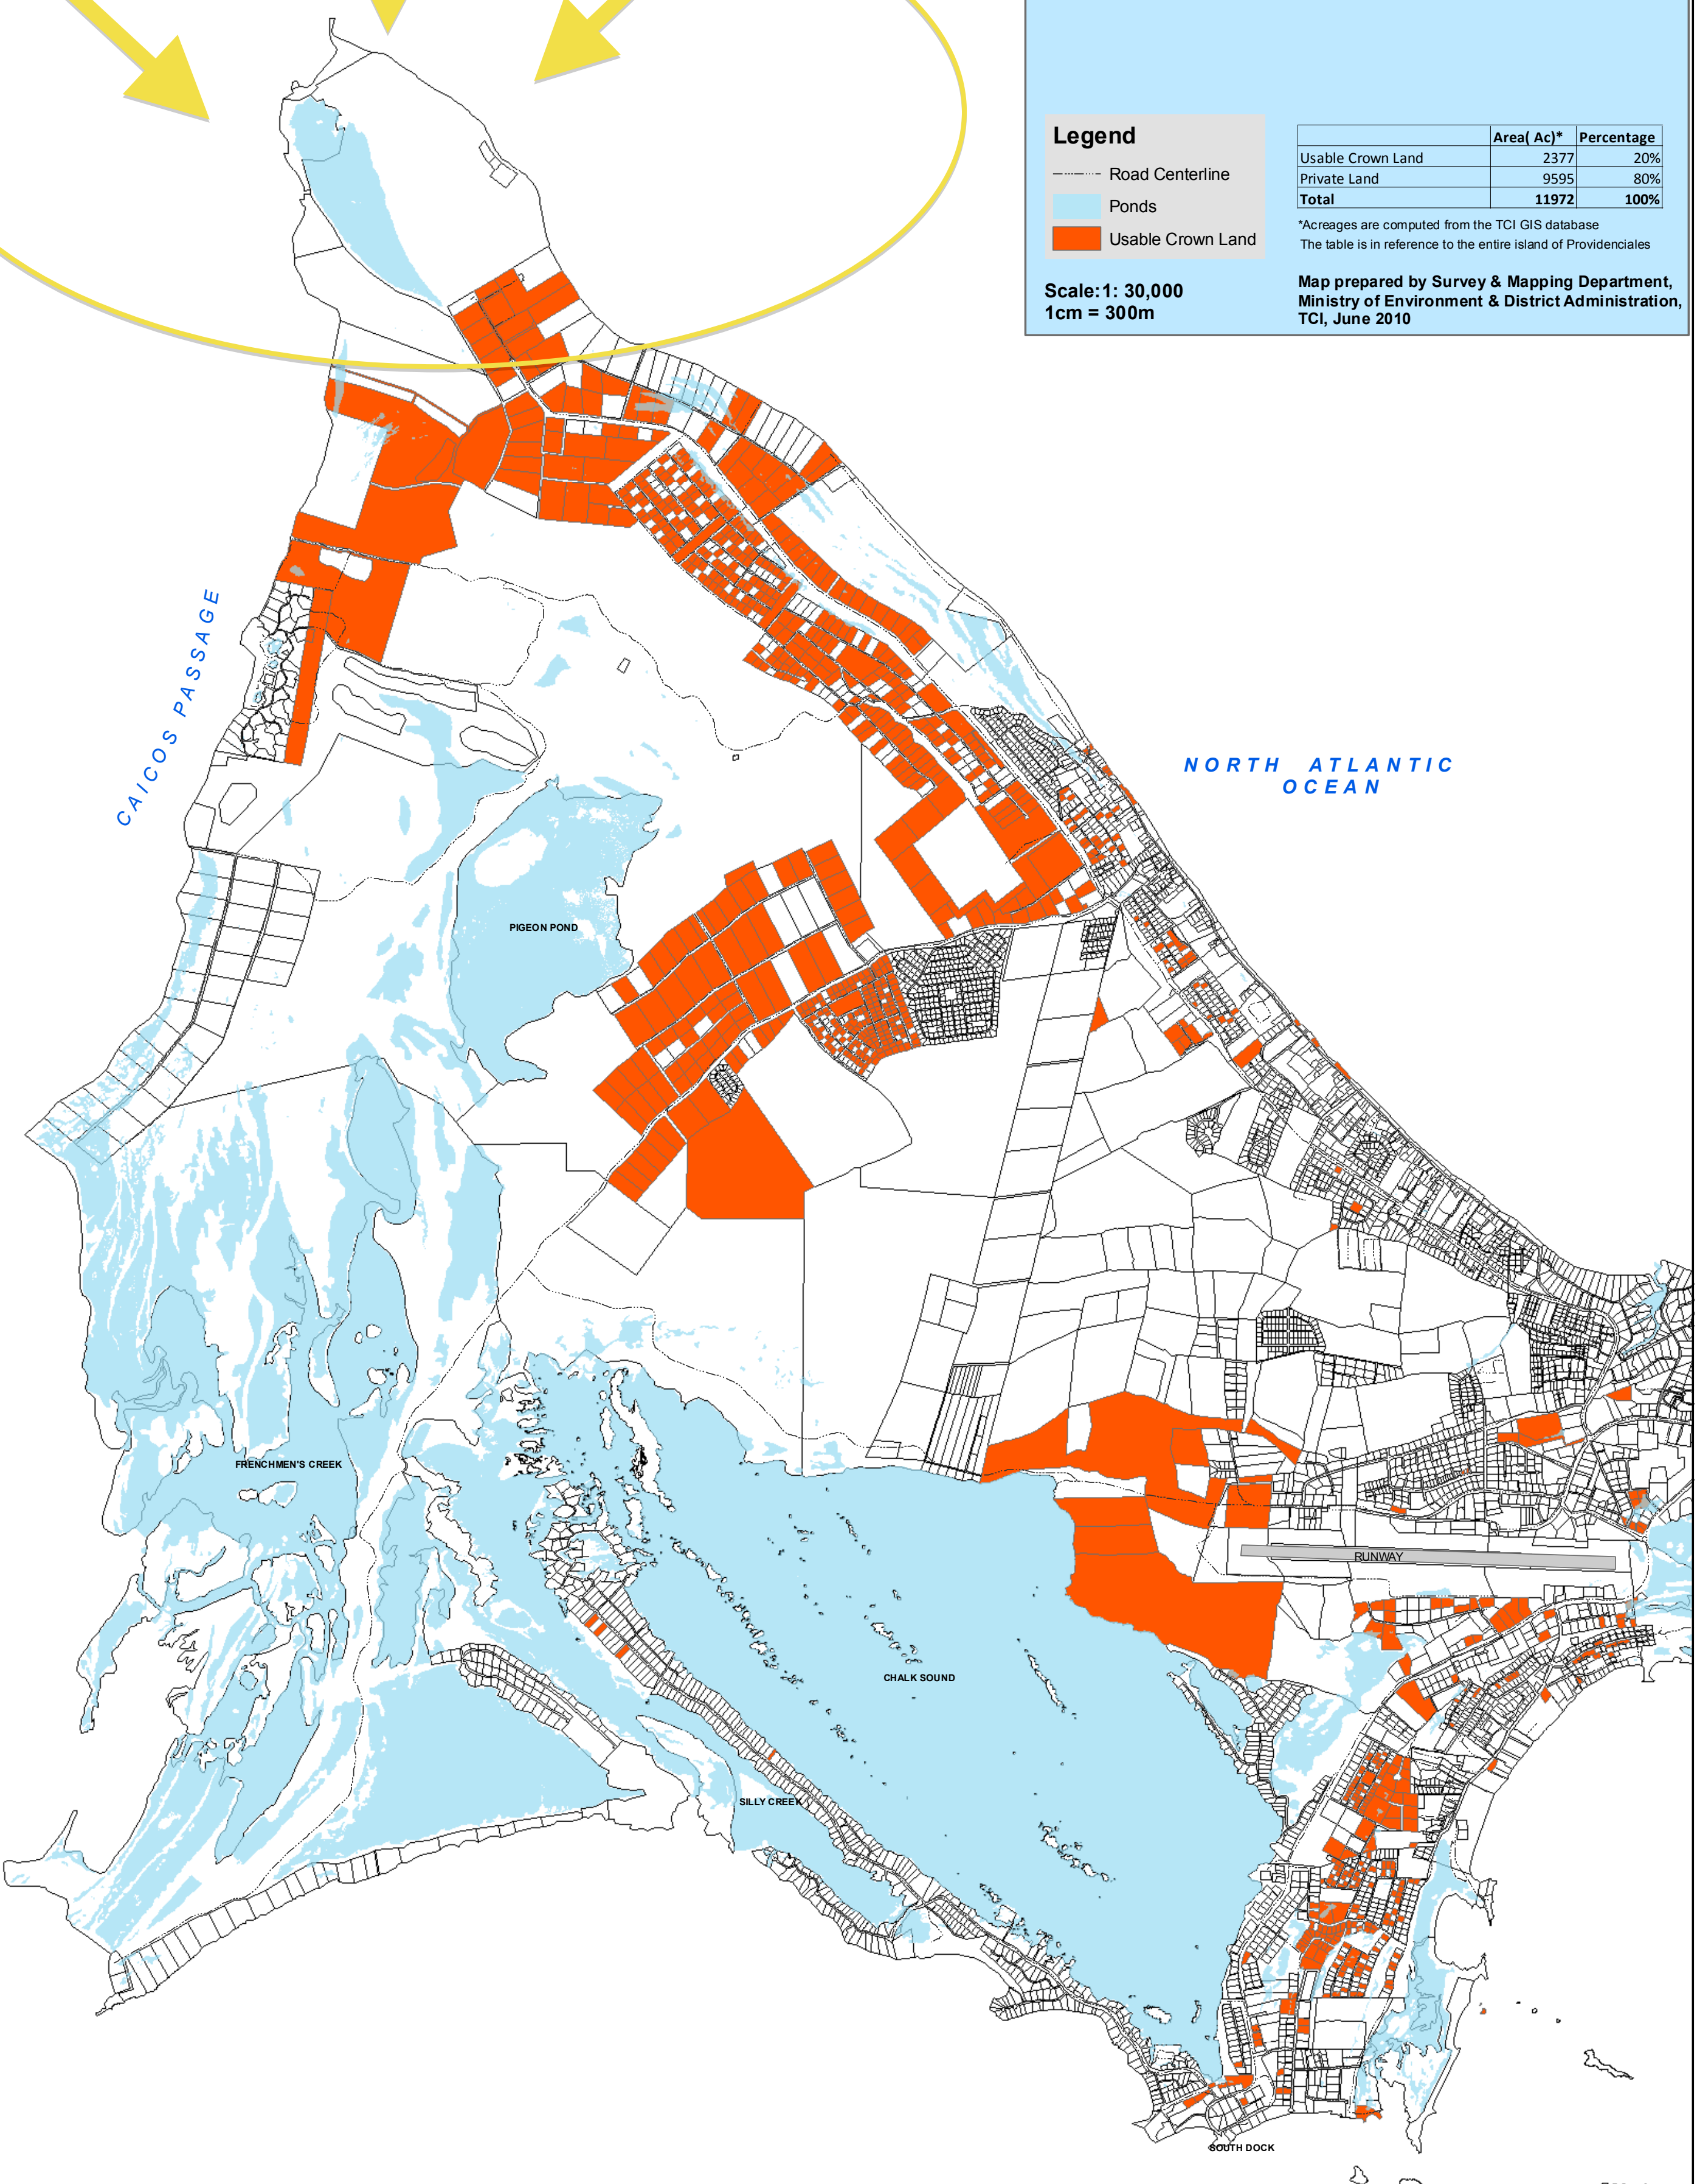 Legend
Road Centerline
Ponds
Usable Crown Land
Scale:1: 30,000
1cm = 300m
Area( Ac)* Percentage
Usable Crown Land 2377 20%
Private Land 9595 80%
Total 11972 100%
*Acreages are computed from the TCI GIS database
The table is in reference to the entire island of Providenciales
Map prepared by Survey & Mapping Department,
Ministry of Environment & District Administration,
TCI, June 2010
CAICOS PASSAGE
NORTH ATLANTIC
OCEAN
PIGEON POND
FRENCHMEN'S CREEK
RUNWAY
CHALK SOUND
SILLY CREEK
SOUTH DOCK